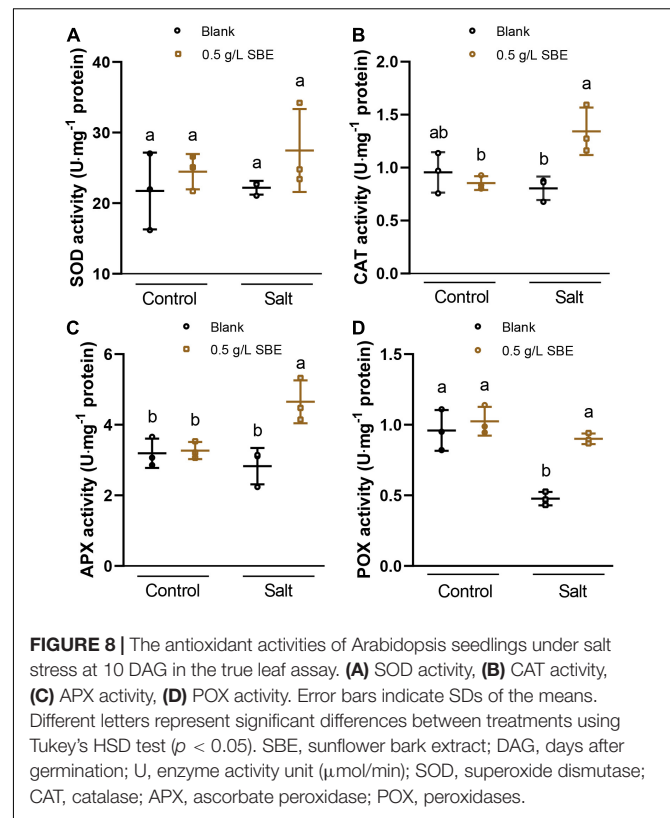 A
Blank
0.5 g/L SBE
SOD activity (U·mg⁻¹ protein)
40
30
20
10
a
a
a
a
Control
Salt
B
Blank
0.5 g/L SBE
CAT activity (U·mg⁻¹ protein)
2.0
1.5
1.0
0.5
0.0
ab
b
b
a
Control
Salt
C
Blank
0.5 g/L SBE
APX activity (U·mg⁻¹ protein)
6
4
2
0
b
b
b
a
Control
Salt
D
Blank
0.5 g/L SBE
POX activity (U·mg⁻¹ protein)
1.5
1.0
0.5
0.0
a
a
b
a
Control
Salt
FIGURE 8 | The antioxidant activities of Arabidopsis seedlings under salt
stress at 10 DAG in the true leaf assay. (A) SOD activity, (B) CAT activity,
(C) APX activity, (D) POX activity. Error bars indicate SDs of the means.
Different letters represent significant differences between treatments using
Tukey's HSD test (p < 0.05). SBE, sunflower bark extract; DAG, days after
germination; U, enzyme activity unit (μmol/min); SOD, superoxide dismutase;
CAT, catalase; APX, ascorbate peroxidase; POX, peroxidases.